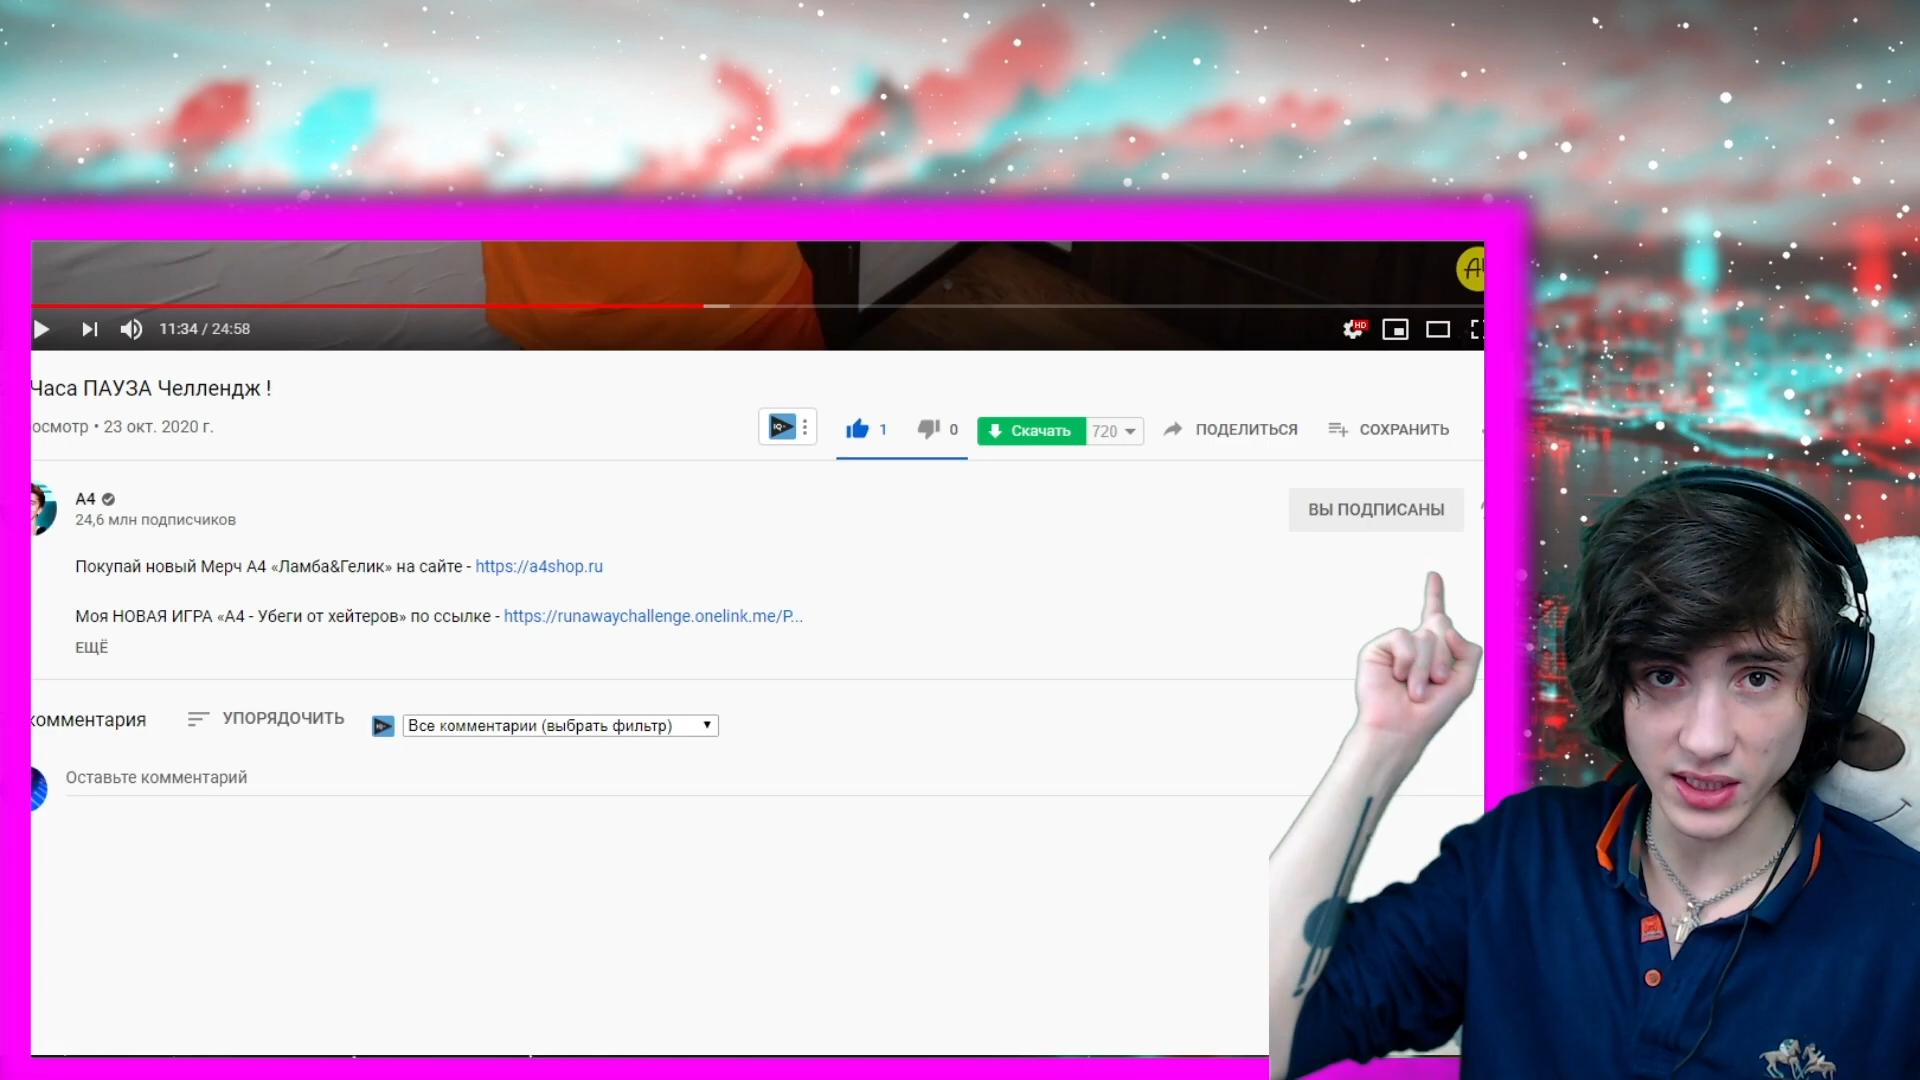 А4
11:34 / 24:58
HD
Часа ПАУЗА Челлендж !
осмотр • 23 окт. 2020 г.
IQ
1
0
Скачать
720
ПОДЕЛИТЬСЯ
СОХРАНИТЬ
А4
24,6 млн подписчиков
ВЫ ПОДПИСАНЫ
Покупай новый Мерч А4 «Ламба&Гелик» на сайте - https://a4shop.ru
Моя НОВАЯ ИГРА «А4 - Убеги от хейтеров» по ссылке - https://runawaychallenge.onelink.me/P...
ЕЩЁ
комментария
УПОРЯДОЧИТЬ
Все комментарии (выбрать фильтр)
Оставьте комментарий